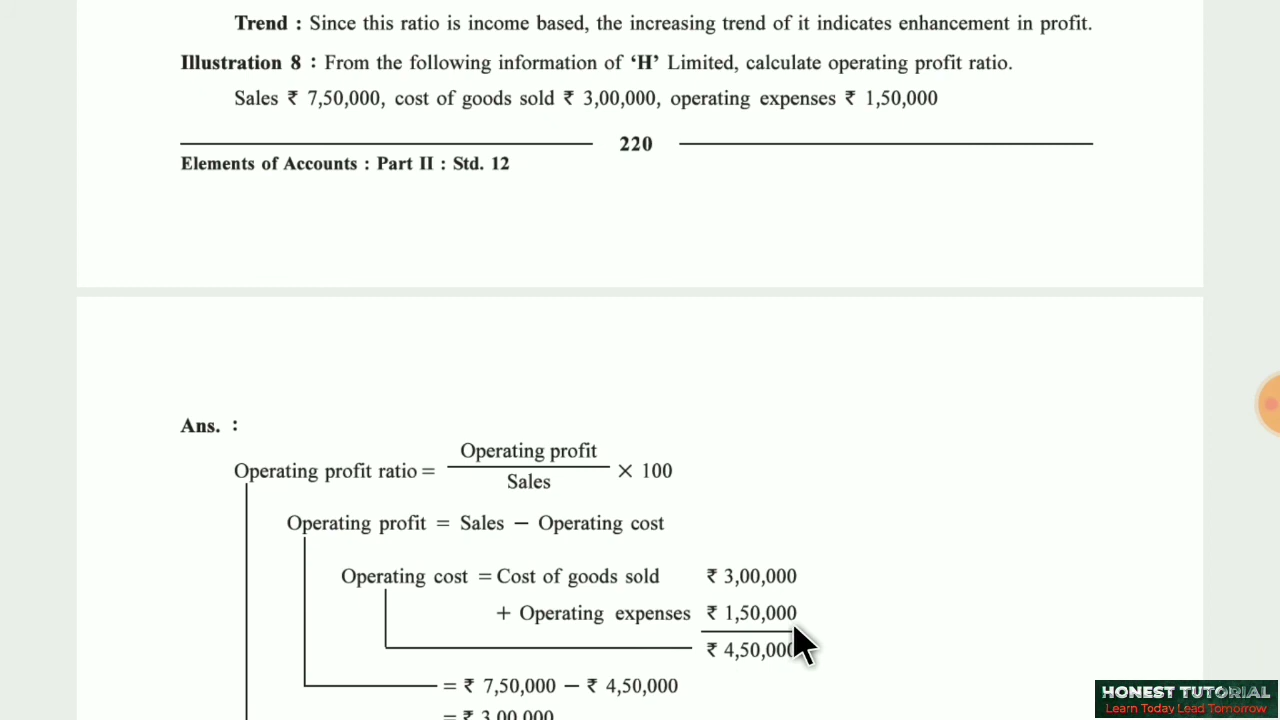 Trend : Since this ratio is income based, the increasing trend of it indicates enhancement in profit.
Illustration 8 : From the following information of ‘H’ Limited, calculate operating profit ratio.
Sales ₹ 7,50,000, cost of goods sold ₹ 3,00,000, operating expenses ₹ 1,50,000
220
Elements of Accounts : Part II : Std. 12
Ans. :
Operating profit ratio = Operating profit / Sales × 100
Operating profit = Sales − Operating cost
Operating cost = Cost of goods sold ₹ 3,00,000
+ Operating expenses ₹ 1,50,000
₹ 4,50,000
= ₹ 7,50,000 − ₹ 4,50,000
= ₹ 3,00,000
HONEST TUTORIAL
Learn Today Lead Tomorrow